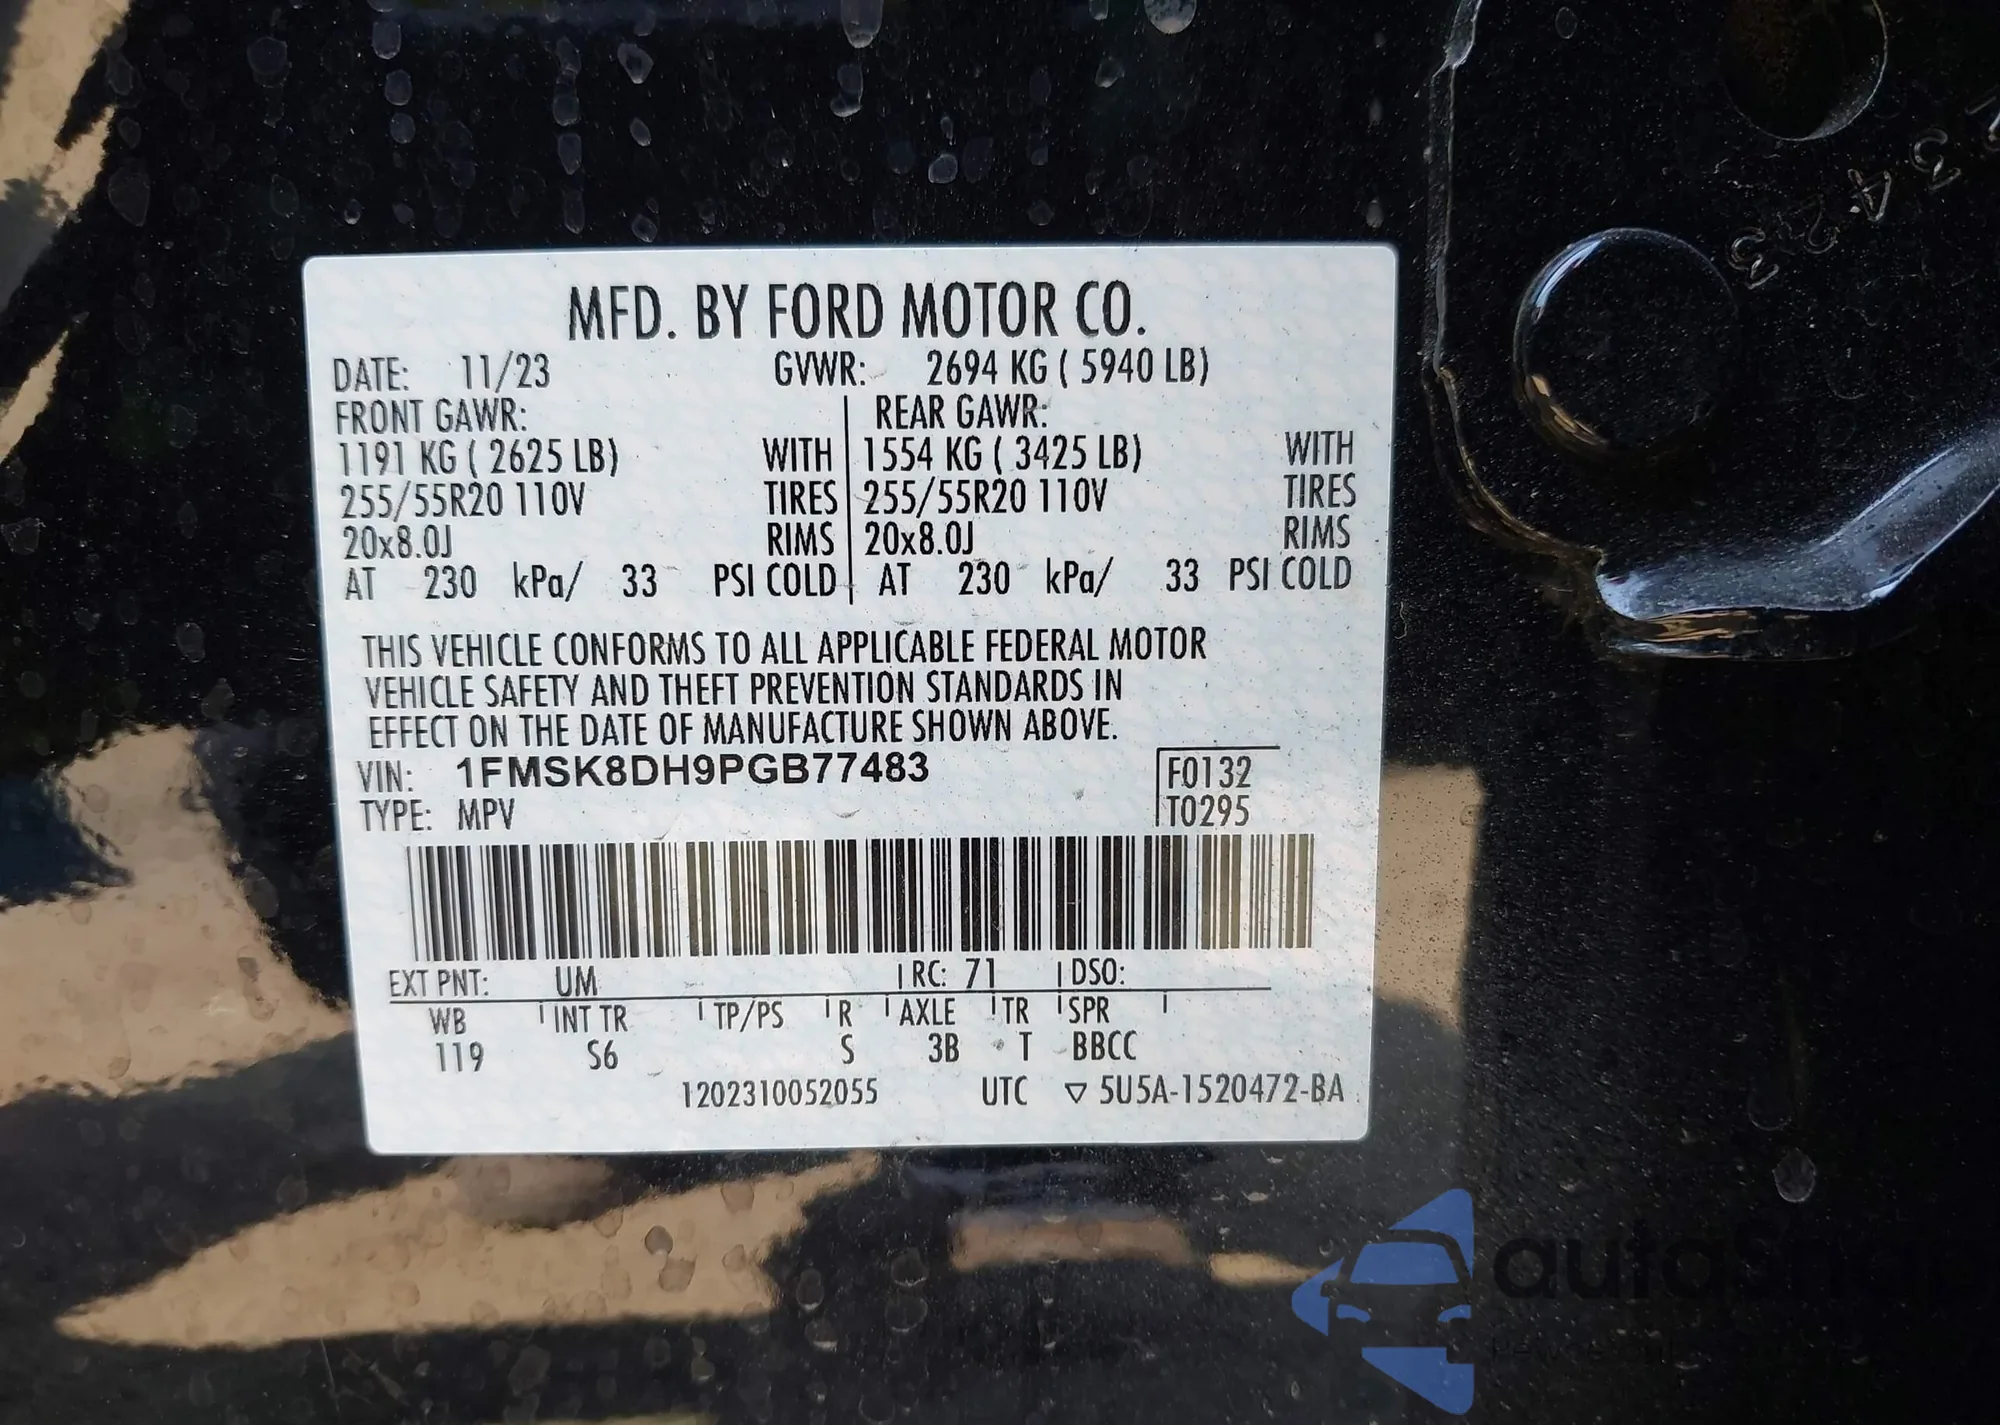 MFD. BY FORD MOTOR CO.
DATE: 11/23 GVWR: 2694 KG ( 5940 LB)
FRONT GAWR: REAR GAWR:
1191 KG ( 2625 LB) WITH 1554 KG ( 3425 LB) WITH
255/55R20 110V TIRES 255/55R20 110V TIRES
20x8.0J RIMS 20x8.0J RIMS
AT 230 kPa/ 33 PSI COLD AT 230 kPa/ 33 PSI COLD
THIS VEHICLE CONFORMS TO ALL APPLICABLE FEDERAL MOTOR
VEHICLE SAFETY AND THEFT PREVENTION STANDARDS IN
EFFECT ON THE DATE OF MANUFACTURE SHOWN ABOVE.
VIN: 1FMSK8DH9PGB77483 F0132
TYPE: MPV T0295
EXT PNT: UM RC: 71 DSO:
WB INT TR TP/PS R AXLE TR SPR
119 S6 S 3B T BBCC
1202310052055 UTC ▽ 5U5A-1520472-BA